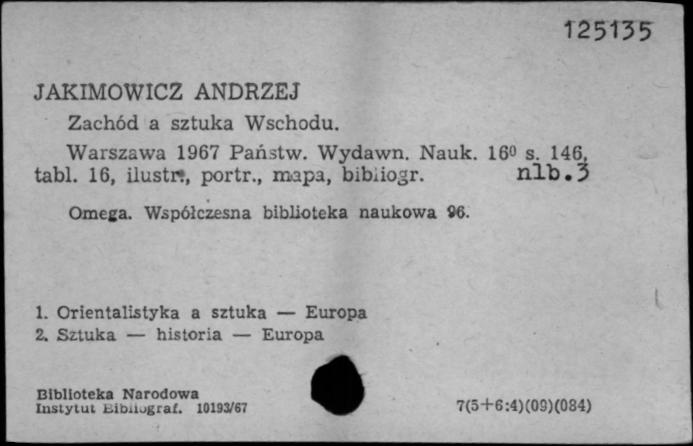 125135
JAKIMOWICZ ANDRZEJ
Zachód a sztuka Wschodu.
Warszawa 1967 Państw. Wydawn. Nauk. 16⁰ s. 146,
tabl. 16, ilustr., portr., mapa, bibliogr. nlb.3
Omega. Współczesna biblioteka naukowa 96.
1. Orientalistyka a sztuka — Europa
2. Sztuka — historia — Europa
Biblioteka Narodowa
Instytut Bibliograf. 10193/67 7(5+6:4)(09)(084)